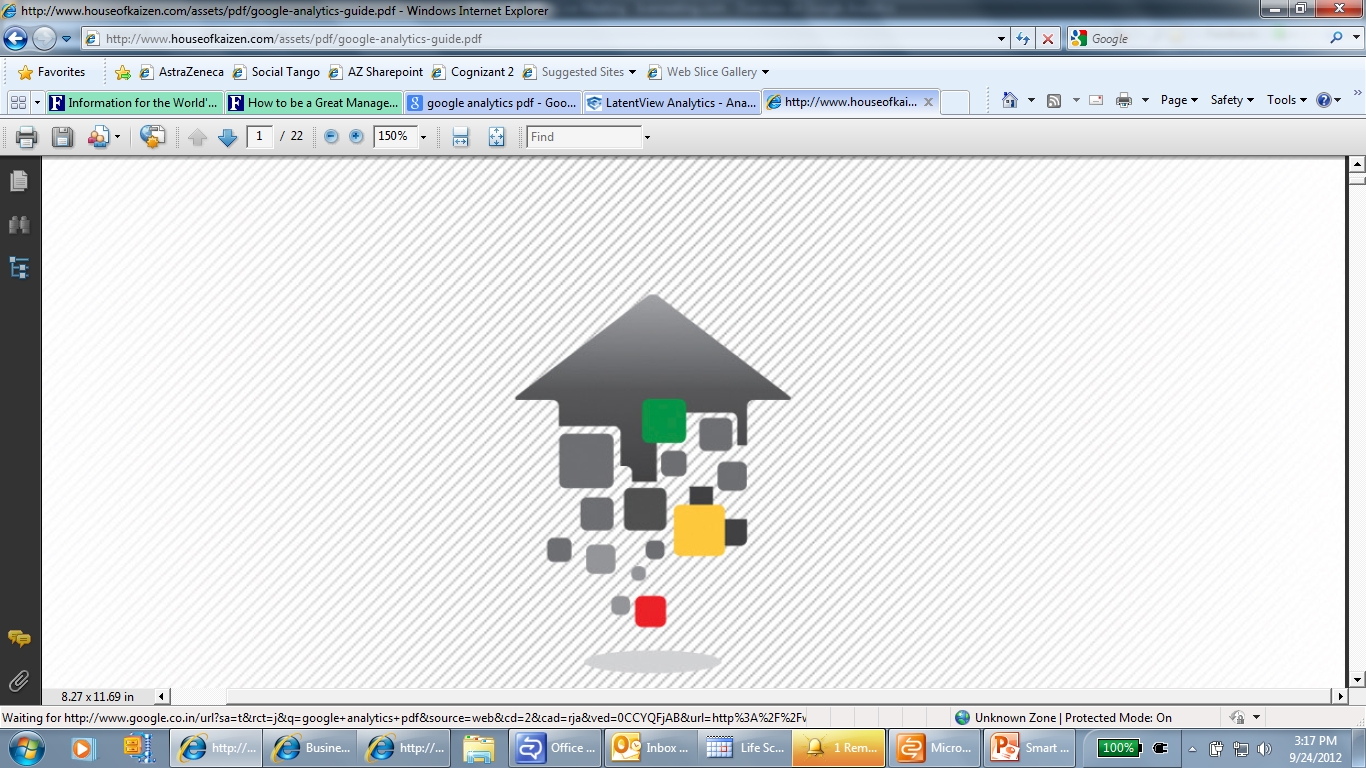 http://www.houseofkaizen.com/assets/pdf/google-analytics-guide.pdf - Windows Internet Explorer
http://www.houseofkaizen.com/assets/pdf/google-analytics-guide.pdf
Google
Favorites AstraZeneca Social Tango AZ Sharepoint Cognizant 2 Suggested Sites Web Slice Gallery
Information for the World'... How to be a Great Manage... google analytics pdf - Goo... LatentView Analytics - Ana... http://www.houseofkai... Page Safety Tools
1 / 22 150% Find
8.27 x 11.69 in
Waiting for http://www.google.co.in/url?sa=t&rct=j&q=google+analytics+pdf&source=web&cd=2&cad=rja&ved=0CCYQFjAB&url=http%3A%2F%2Fw Unknown Zone | Protected Mode: On
http://... Busine... http://... Office ... Inbox ... Life Sc... 1 Rem... Micro... Smart ... 100% 3:17 PM
9/24/2012